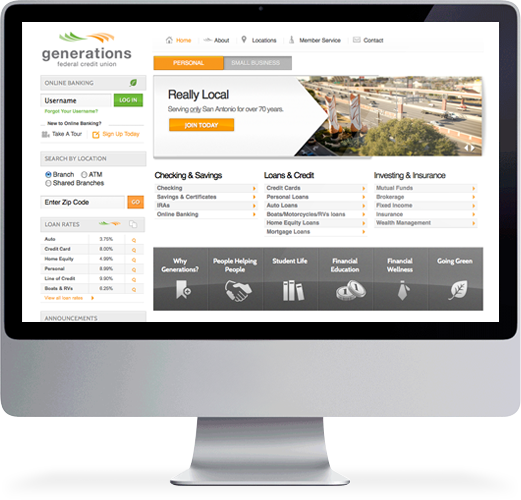 generations
federal credit union
Home
About
Locations
Member Service
Contact
PERSONAL
SMALL BUSINESS
ONLINE BANKING
Username
LOG IN
Forgot Your Username?
New to Online Banking?
Take A Tour
Sign Up Today
SEARCH BY LOCATION
Branch
ATM
Shared Branches
Enter Zip Code
GO
LOAN RATES
Auto 3.75%
Credit Card 9.00%
Home Equity 4.99%
Personal 8.99%
Line of Credit 9.90%
Boats & RVs 6.25%
View all loan rates
ANNOUNCEMENTS
Really Local
Serving only San Antonio for over 70 years.
JOIN TODAY
Checking & Savings
Checking
Savings & Certificates
IRAs
Online Banking
Loans & Credit
Credit Cards
Personal Loans
Auto Loans
Boats/Motorcycles/RVs loans
Home Equity Loans
Mortgage Loans
Investing & Insurance
Mutual Funds
Brokerage
Fixed Income
Insurance
Wealth Management
Why
Generations?
People Helping
People
Student Life
Financial
Education
Financial
Wellness
Going Green